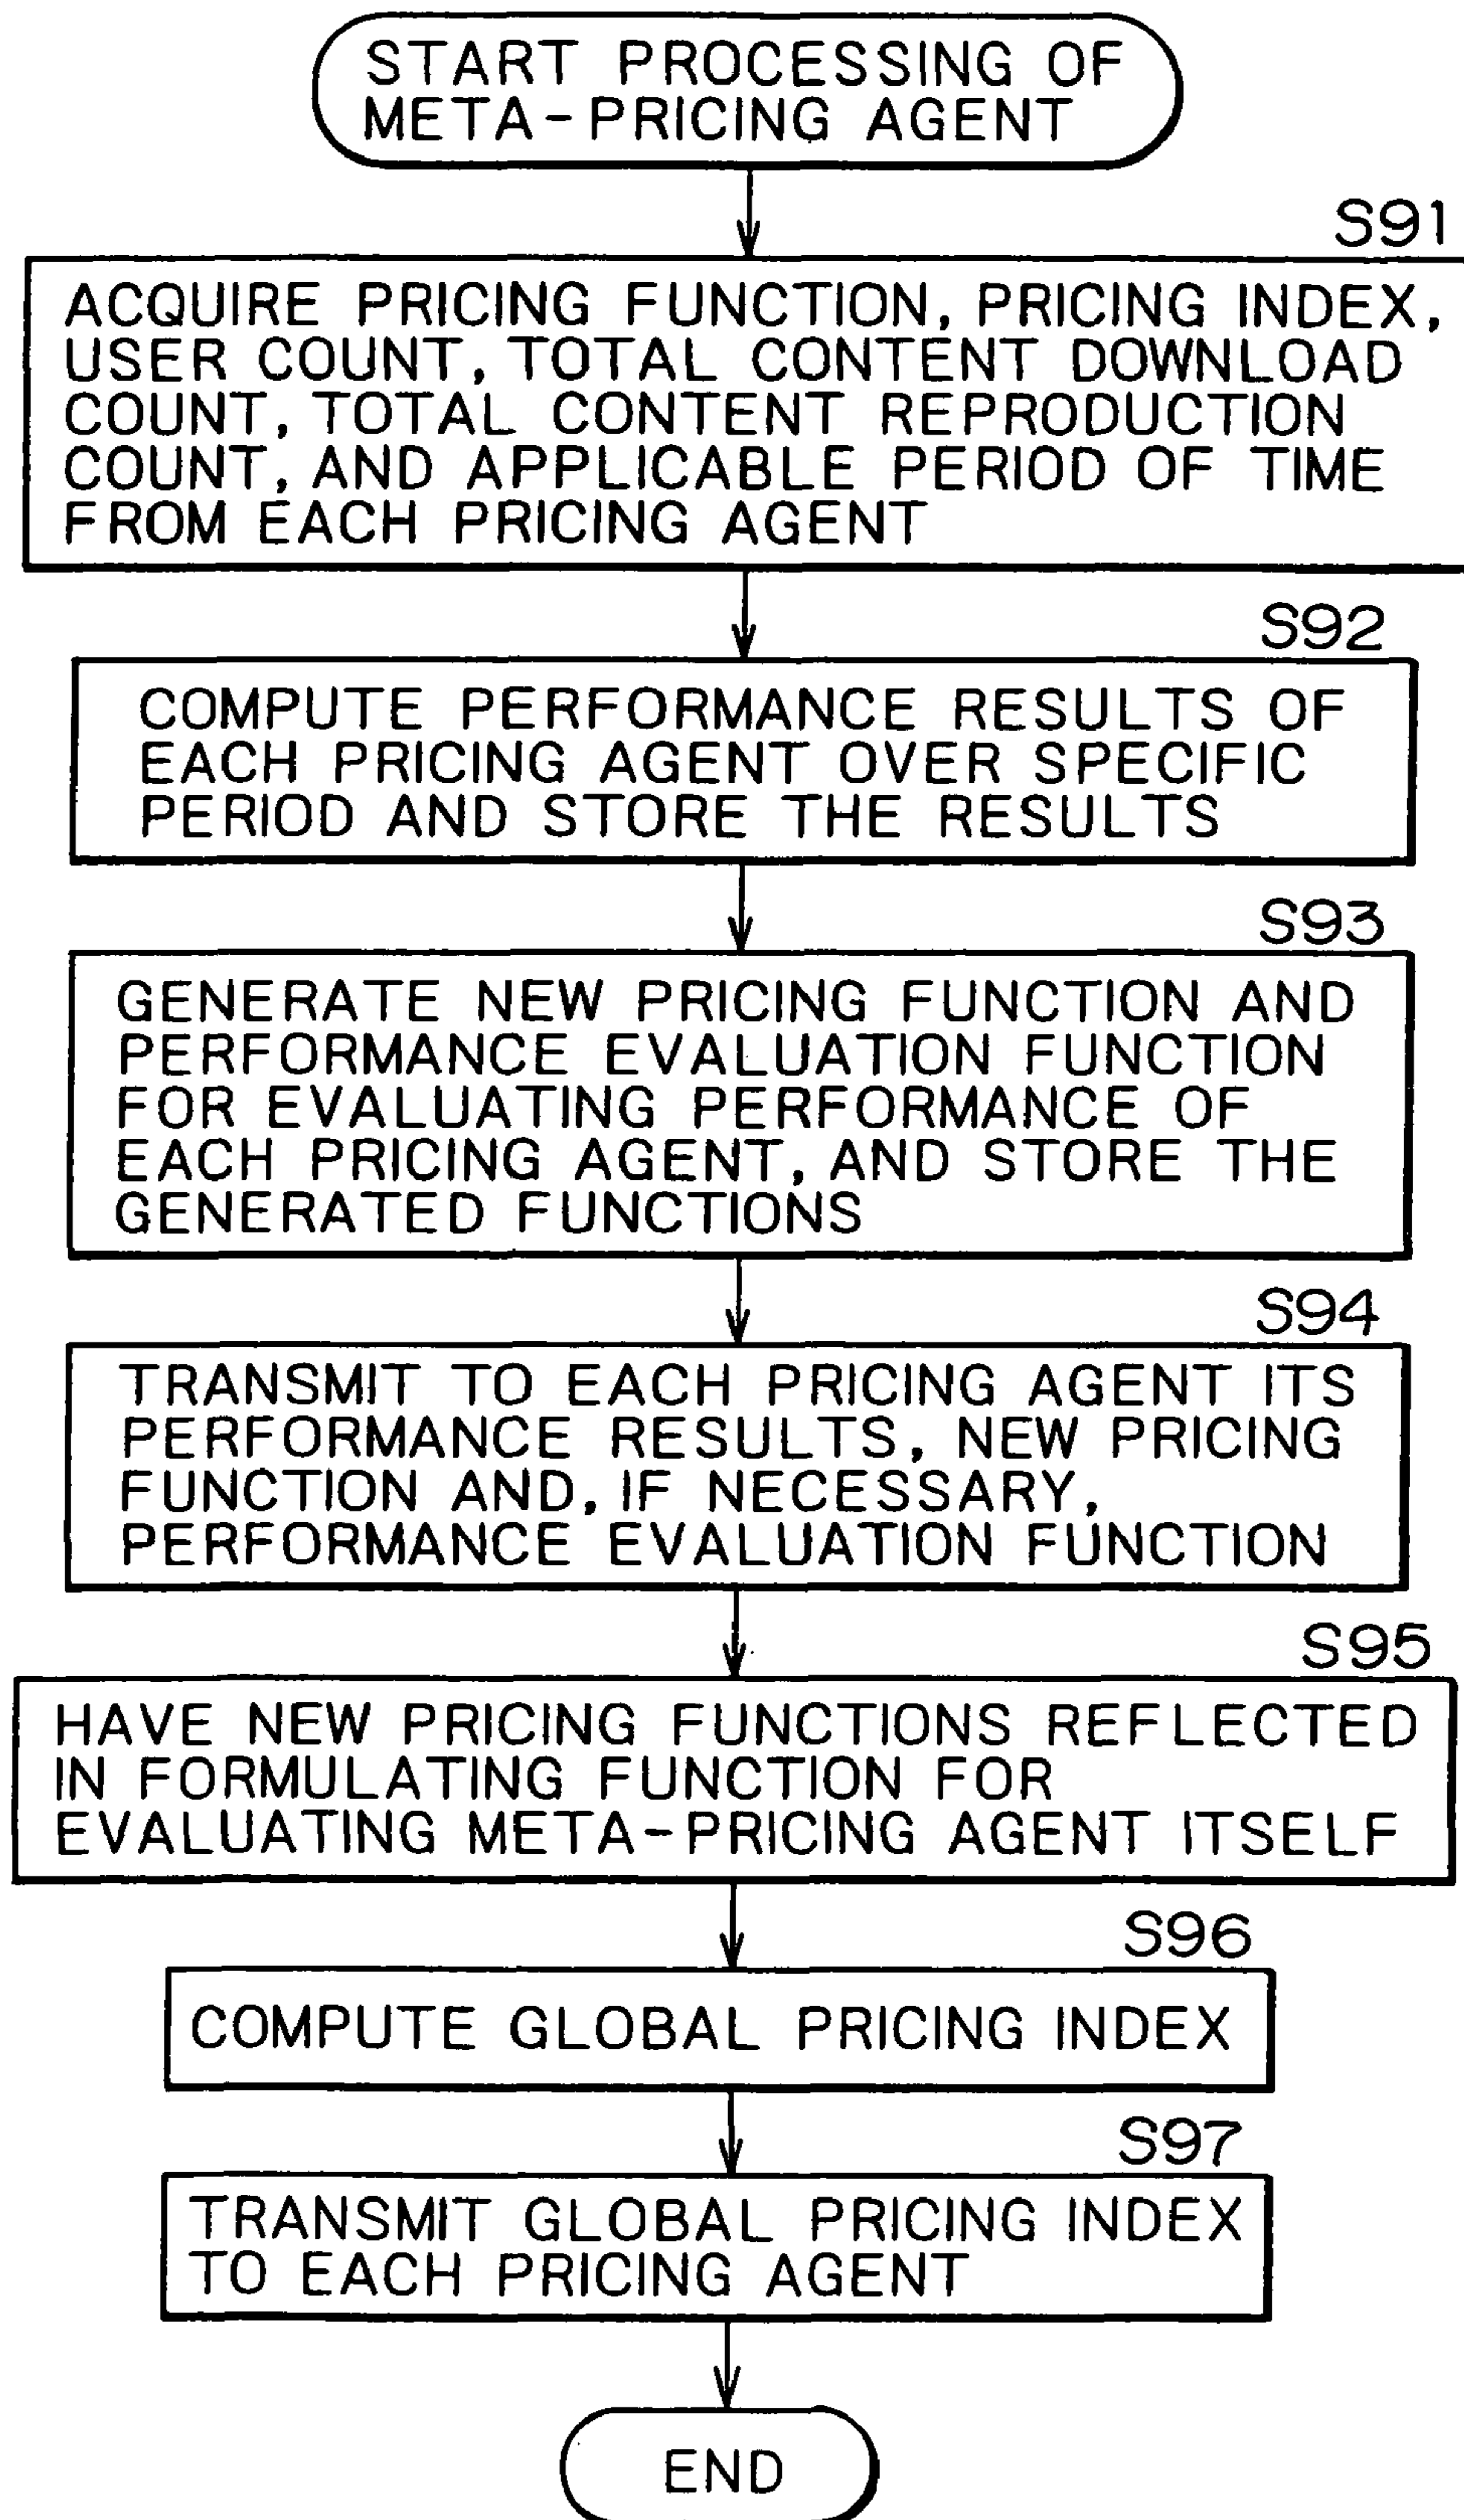 START PROCESSING OF
META-PRICING AGENT
S91
ACQUIRE PRICING FUNCTION, PRICING INDEX,
USER COUNT, TOTAL CONTENT DOWNLOAD
COUNT, TOTAL CONTENT REPRODUCTION
COUNT, AND APPLICABLE PERIOD OF TIME
FROM EACH PRICING AGENT
S92
COMPUTE PERFORMANCE RESULTS OF
EACH PRICING AGENT OVER SPECIFIC
PERIOD AND STORE THE RESULTS
S93
GENERATE NEW PRICING FUNCTION AND
PERFORMANCE EVALUATION FUNCTION
FOR EVALUATING PERFORMANCE OF
EACH PRICING AGENT, AND STORE THE
GENERATED FUNCTIONS
S94
TRANSMIT TO EACH PRICING AGENT ITS
PERFORMANCE RESULTS, NEW PRICING
FUNCTION AND, IF NECESSARY,
PERFORMANCE EVALUATION FUNCTION
S95
HAVE NEW PRICING FUNCTIONS REFLECTED
IN FORMULATING FUNCTION FOR
EVALUATING META-PRICING AGENT ITSELF
S96
COMPUTE GLOBAL PRICING INDEX
S97
TRANSMIT GLOBAL PRICING INDEX
TO EACH PRICING AGENT
END